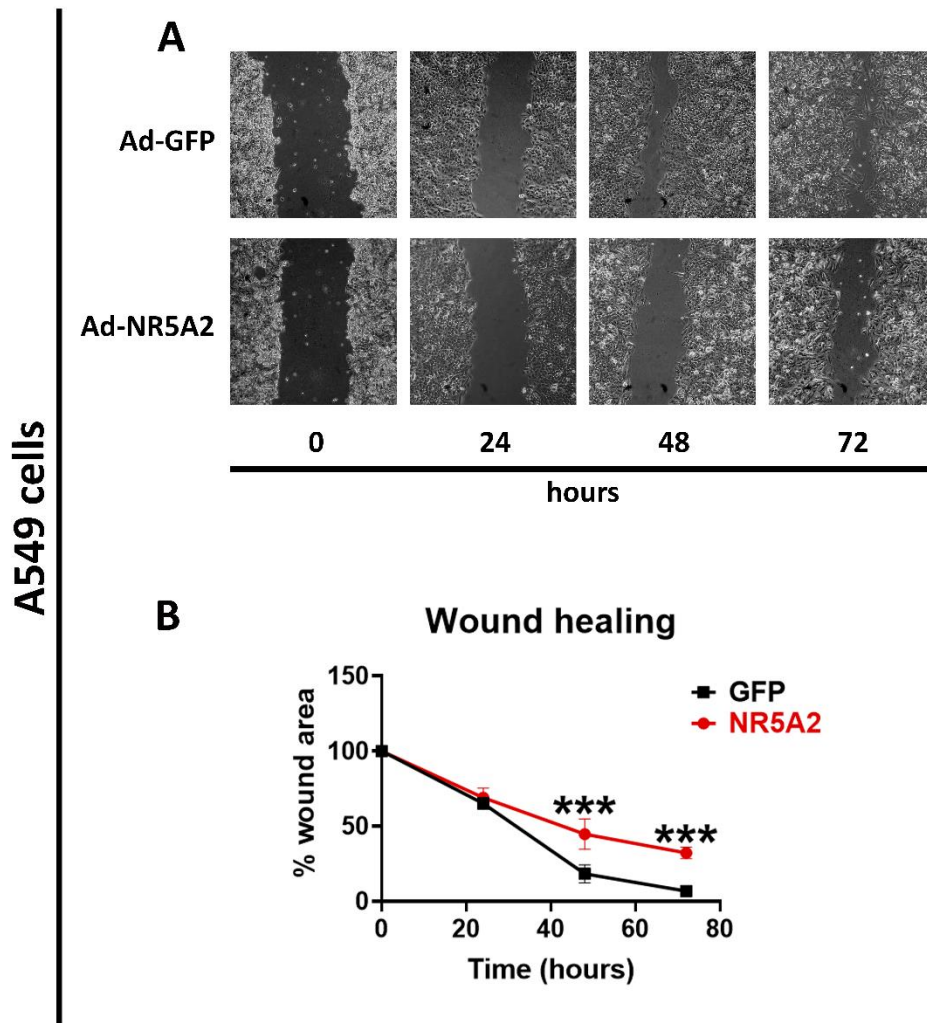 A549 cells
A
Ad-GFP
Ad-NR5A2
0 24 48 72
hours
B
Wound healing
% wound area
150
100
50
0
0 20 40 60 80
Time (hours)
GFP
NR5A2
***
***